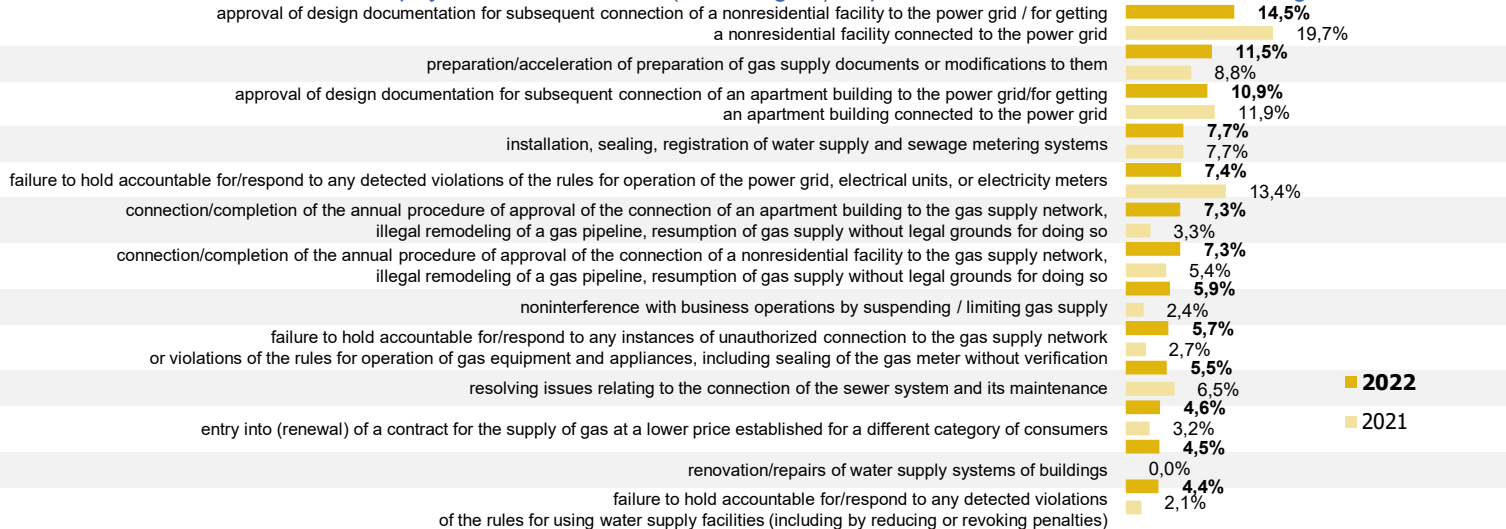 approval of design documentation for subsequent connection of a nonresidential facility to the power grid / for getting
a nonresidential facility connected to the power grid
14,5%
19,7%
preparation/acceleration of preparation of gas supply documents or modifications to them
11,5%
8,8%
approval of design documentation for subsequent connection of an apartment building to the power grid/for getting
an apartment building connected to the power grid
10,9%
11,9%
installation, sealing, registration of water supply and sewage metering systems
7,7%
7,7%
failure to hold accountable for/respond to any detected violations of the rules for operation of the power grid, electrical units, or electricity meters
7,4%
13,4%
connection/completion of the annual procedure of approval of the connection of an apartment building to the gas supply network,
illegal remodeling of a gas pipeline, resumption of gas supply without legal grounds for doing so
7,3%
3,3%
connection/completion of the annual procedure of approval of the connection of a nonresidential facility to the gas supply network,
illegal remodeling of a gas pipeline, resumption of gas supply without legal grounds for doing so
7,3%
5,4%
noninterference with business operations by suspending / limiting gas supply
5,9%
2,4%
failure to hold accountable for/respond to any instances of unauthorized connection to the gas supply network
or violations of the rules for operation of gas equipment and appliances, including sealing of the gas meter without verification
5,7%
2,7%
resolving issues relating to the connection of the sewer system and its maintenance
5,5%
6,5%
entry into (renewal) of a contract for the supply of gas at a lower price established for a different category of consumers
4,6%
3,2%
renovation/repairs of water supply systems of buildings
4,5%
0,0%
failure to hold accountable for/respond to any detected violations
of the rules for using water supply facilities (including by reducing or revoking penalties)
4,4%
2,1%
2022
2021